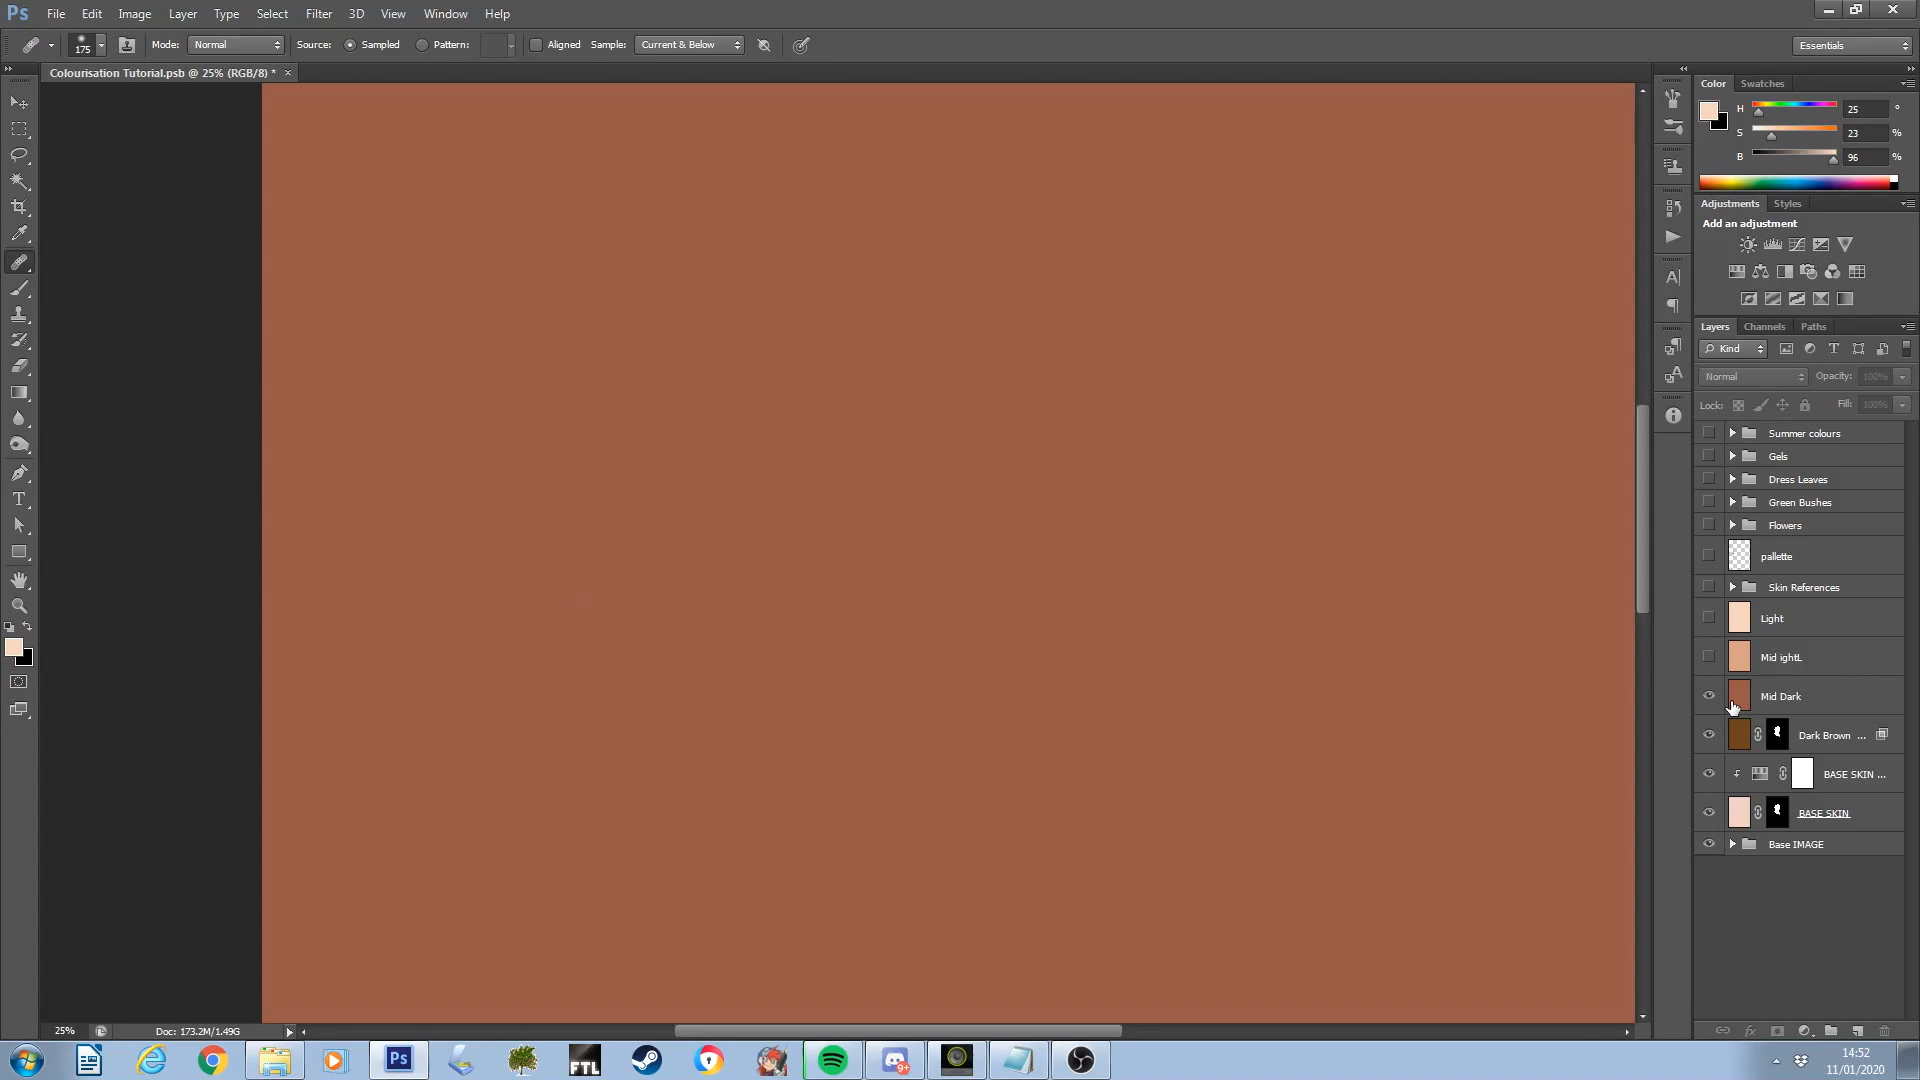 Ps File Edit Image Layer Type Select Filter 3D View Window Help
175 Mode: Normal Source: Sampled Pattern: Aligned Sample: Current & Below Essentials
Colourisation Tutorial.psb @ 25% (RGB/8) * ×
Color Swatches
H 25 °
S 23 %
B 96 %
Adjustments Styles
Add an adjustment
Layers Channels Paths
Kind
Normal Opacity: 100%
Lock: Fill: 100%
Summer colours
Gels
Dress Leaves
Green Bushes
Flowers
pallette
Skin References
Light
Mid ightL
Mid Dark
Dark Brown ...
BASE SKIN ...
BASE SKIN
Base IMAGE
25% Doc: 173.2M/1.49G
Ps FTL 9+
14:52
11/01/2020